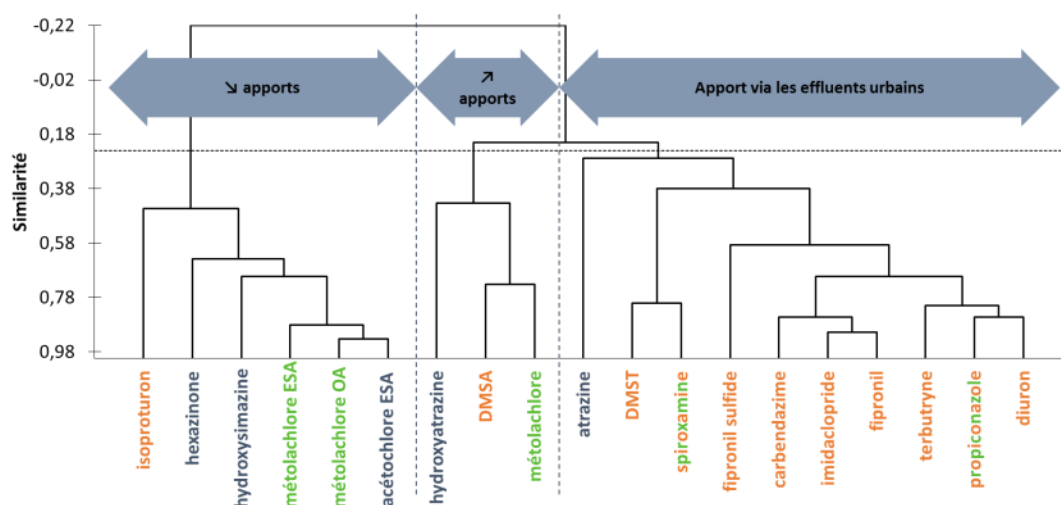 -0,22
-0,02
0,18
0,38
0,58
0,78
0,98
Similarité
↘ apports
↗
apports
Apport via les effluents urbains
isoproturon
hexazinone
hydroxysimazine
métolachlore ESA
métolachlore OA
acétochlore ESA
hydroxyatrazine
DMSA
métolachlore
atrazine
DMST
spiroxamine
fipronil sulfide
carbendazime
imidaclopride
fipronil
terbutryne
propiconazole
diuron